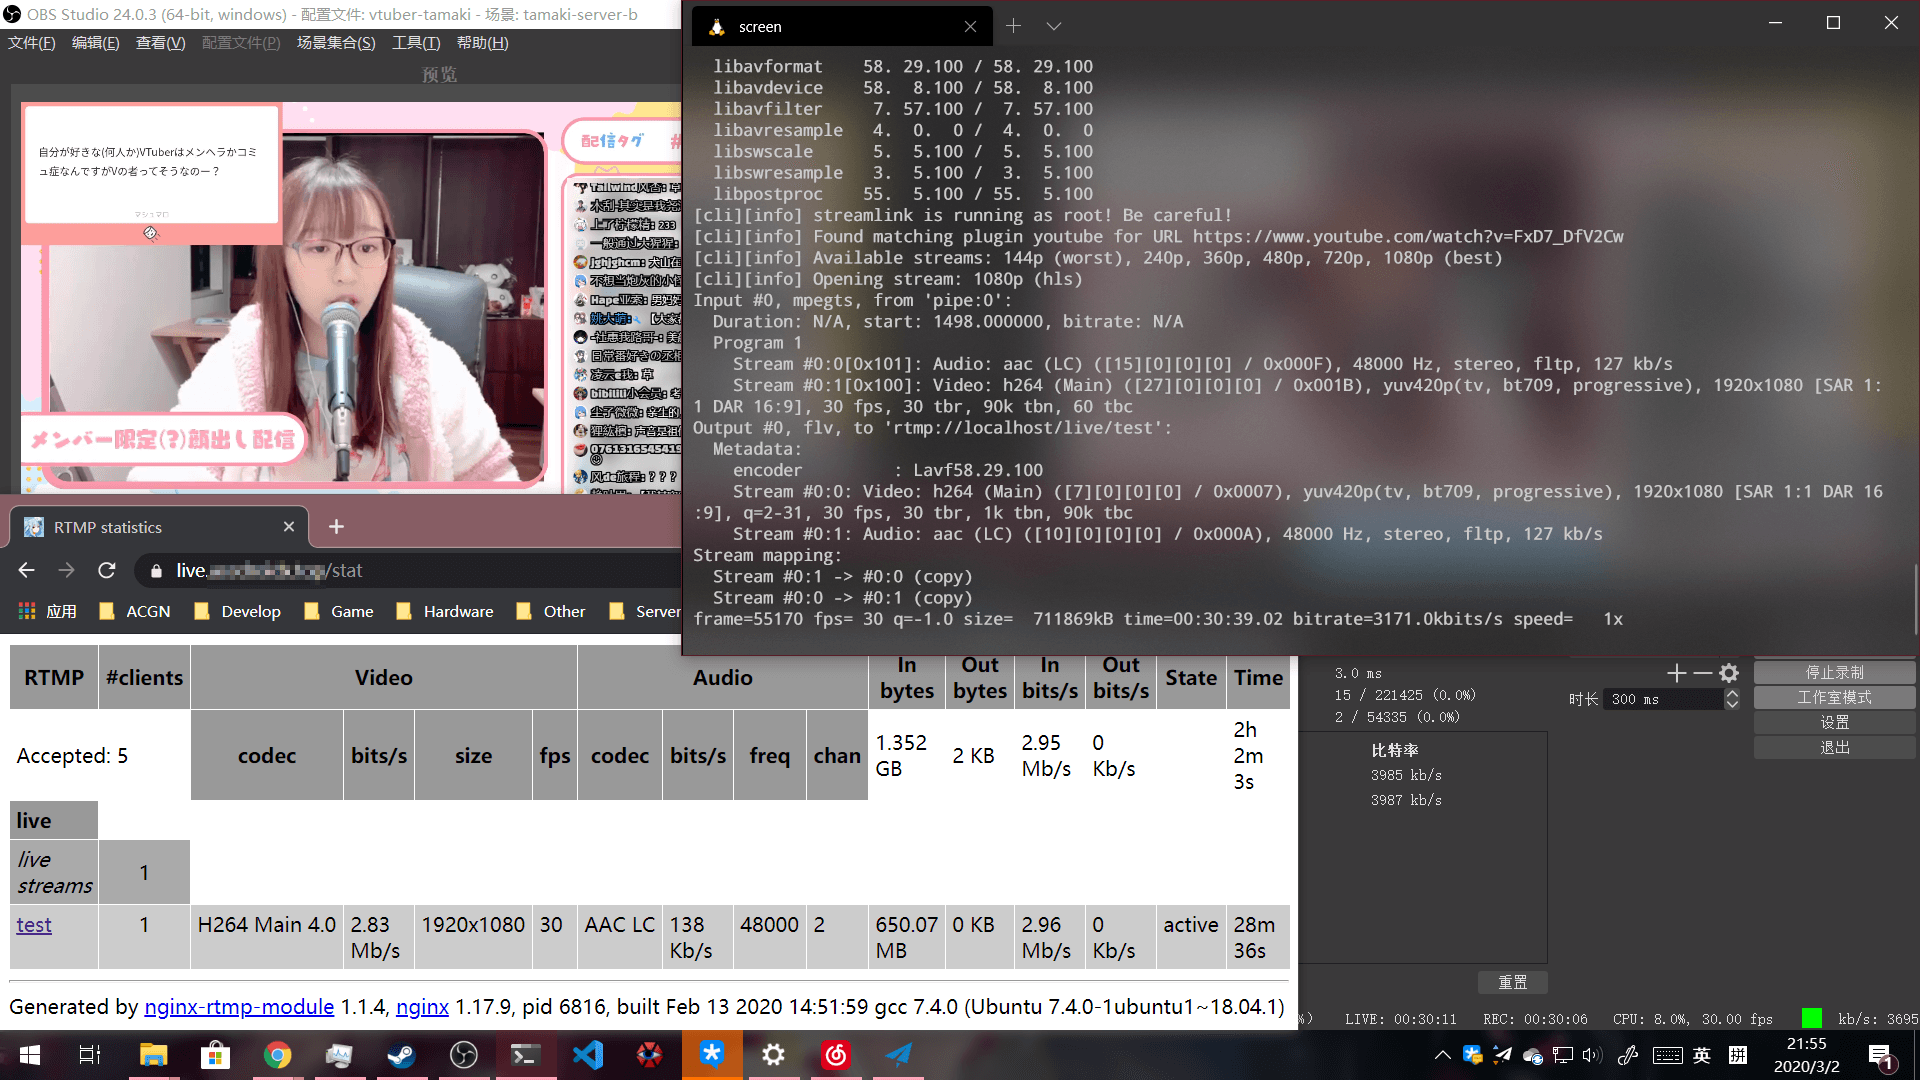 OBS Studio 24.0.3 (64-bit, windows) - 配置文件: vtuber-tamaki - 场景: tamaki-server-b
文件(F) 编辑(E) 查看(V) 配置文件(P) 场景集合(S) 工具(T) 帮助(H)
预览
自分が好きな(何人か)VTuberはメンヘラかコミ
ュ症なんですがVの者ってそうなのー？
マシュマロ
配信タグ #
上了柠檬精: 233
Jghjghcm: 犬山在
凌云e我: 草
风dc旅程: ? ? ?
メンバー限定(?)顔出し配信
screen
libavformat 58. 29.100 / 58. 29.100
libavdevice 58. 8.100 / 58. 8.100
libavfilter 7. 57.100 / 7. 57.100
libavresample 4. 0. 0 / 4. 0. 0
libswscale 5. 5.100 / 5. 5.100
libswresample 3. 5.100 / 3. 5.100
libpostproc 55. 5.100 / 55. 5.100
[cli][info] streamlink is running as root! Be careful!
[cli][info] Found matching plugin youtube for URL https://www.youtube.com/watch?v=FxD7_DfV2Cw
[cli][info] Available streams: 144p (worst), 240p, 360p, 480p, 720p, 1080p (best)
[cli][info] Opening stream: 1080p (hls)
Input #0, mpegts, from 'pipe:0':
Duration: N/A, start: 1498.000000, bitrate: N/A
Program 1
Stream #0:0[0x101]: Audio: aac (LC) ([15][0][0][0] / 0x000F), 48000 Hz, stereo, fltp, 127 kb/s
Stream #0:1[0x100]: Video: h264 (Main) ([27][0][0][0] / 0x001B), yuv420p(tv, bt709, progressive), 1920x1080 [SAR 1:
1 DAR 16:9], 30 fps, 30 tbr, 90k tbn, 60 tbc
Output #0, flv, to 'rtmp://localhost/live/test':
Metadata:
encoder : Lavf58.29.100
Stream #0:0: Video: h264 (Main) ([7][0][0][0] / 0x0007), yuv420p(tv, bt709, progressive), 1920x1080 [SAR 1:1 DAR 16
:9], q=2-31, 30 fps, 30 tbr, 1k tbn, 90k tbc
Stream #0:1: Audio: aac (LC) ([10][0][0][0] / 0x000A), 48000 Hz, stereo, fltp, 127 kb/s
Stream mapping:
Stream #0:1 -> #0:0 (copy)
Stream #0:0 -> #0:1 (copy)
frame=55170 fps= 30 q=-1.0 size= 711869kB time=00:30:39.02 bitrate=3171.0kbits/s speed= 1x
RTMP statistics
live. /stat
应用 ACGN Develop Game Hardware Other Server
RTMP #clients Video Audio In bytes Out bytes In bits/s Out bits/s State Time
Accepted: 5 codec bits/s size fps codec bits/s freq chan 1.352 GB 2 KB 2.95 Mb/s 0 Kb/s 2h 2m 3s
live
live streams 1
test 1 H264 Main 4.0 2.83 Mb/s 1920x1080 30 AAC LC 138 Kb/s 48000 2 650.07 MB 0 KB 2.96 Mb/s 0 Kb/s active 28m 36s
Generated by nginx-rtmp-module 1.1.4, nginx 1.17.9, pid 6816, built Feb 13 2020 14:51:59 gcc 7.4.0 (Ubuntu 7.4.0-1ubuntu1~18.04.1)
3.0 ms
15 / 221425 (0.0%)
2 / 54335 (0.0%)
比特率
3985 kb/s
3987 kb/s
重置
时长 300 ms
停止录制
工作室模式
设置
退出
%) LIVE: 00:30:11 REC: 00:30:06 CPU: 8.0%, 30.00 fps kb/s: 3695
英 拼
21:55
2020/3/2
1